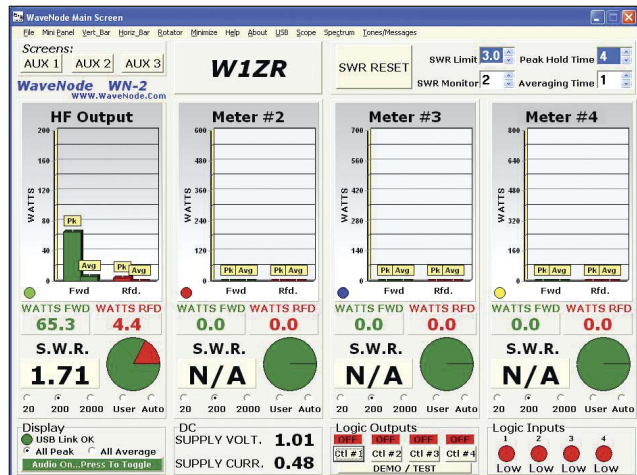 WaveNode Main Screen
File Mini Panel Vert_Bar Horiz_Bar Rotator Minimize Help About USB Scope Spectrum Tones/Messages
Screens:
AUX 1 AUX 2 AUX 3
WaveNode WN-2
WWW.WaveNode.Com
W1ZR
SWR RESET
SWR Limit 3.0 Peak Hold Time 4
SWR Monitor 2 Averaging Time 1
HF Output Meter #2 Meter #3 Meter #4
200 600 700 800
160 480 560 640
WATTS WATTS WATTS WATTS
120 360 420 480
80 240 280 320
40 120 140 160
0 0 0 0
Pk Avg Pk Avg Pk Avg Pk Avg Pk Avg Pk Avg Pk Avg Pk Avg
Fwd Rfd. Fwd Rfd. Fwd Rfd. Fwd Rfd.
WATTS FWD WATTS RFD WATTS FWD WATTS RFD WATTS FWD WATTS RFD WATTS FWD WATTS RFD
65.3 4.4 0.0 0.0 0.0 0.0 0.0 0.0
S.W.R. S.W.R. S.W.R. S.W.R.
1.71 N/A N/A N/A
20 200 2000 User Auto 20 200 2000 User Auto 20 200 2000 User Auto 20 200 2000 User Auto
Display
USB Link OK
All Peak All Average
Audio On...Press To Toggle
DC
SUPPLY VOLT. 1.01
SUPPLY CURR. 0.48
Logic Outputs
OFF OFF OFF OFF
Ctl #1 Ctl #2 Ctl #3 Ctl #4
DEMO / TEST
Logic Inputs
1 2 3 4
Low Low Low Low